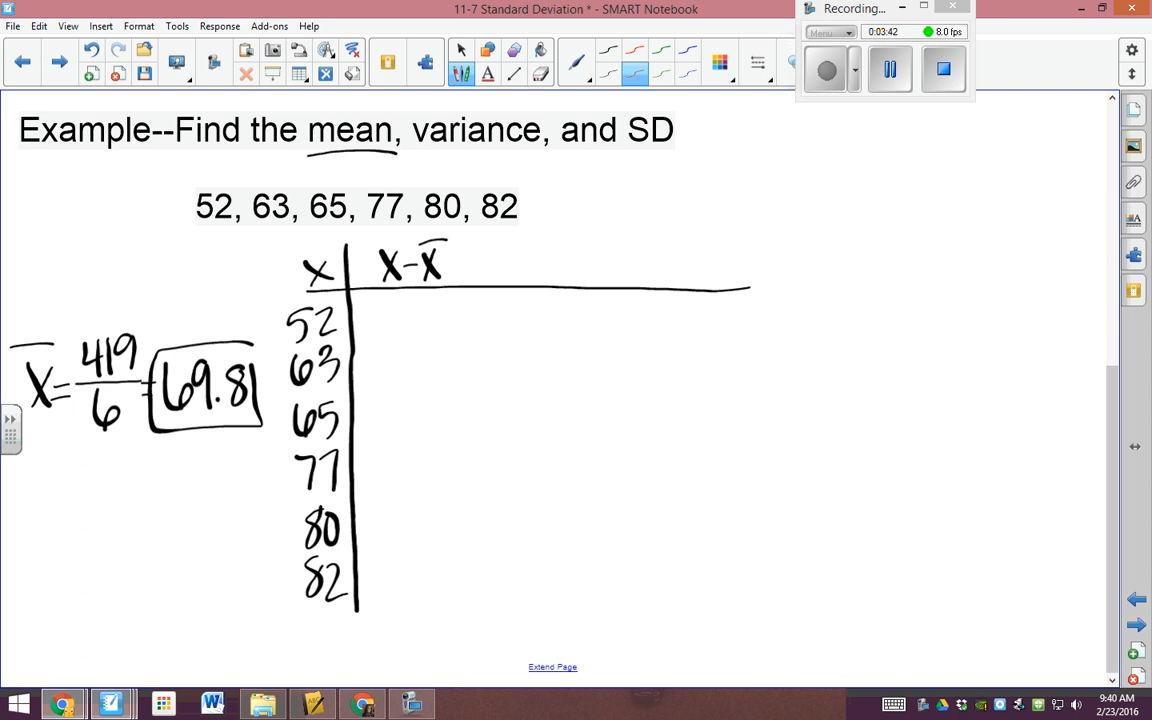 11-7 Standard Deviation * - SMART Notebook
Recording...
File Edit View Insert Format Tools Response Add-ons Help
Menu 0:03:42 8.0 fps
Example--Find the mean, variance, and SD
52, 63, 65, 77, 80, 82
x x-x̅
52
63
x̅ = 419/6 = 69.8
65
77
80
82
Extend Page
9:40 AM
2/23/2016